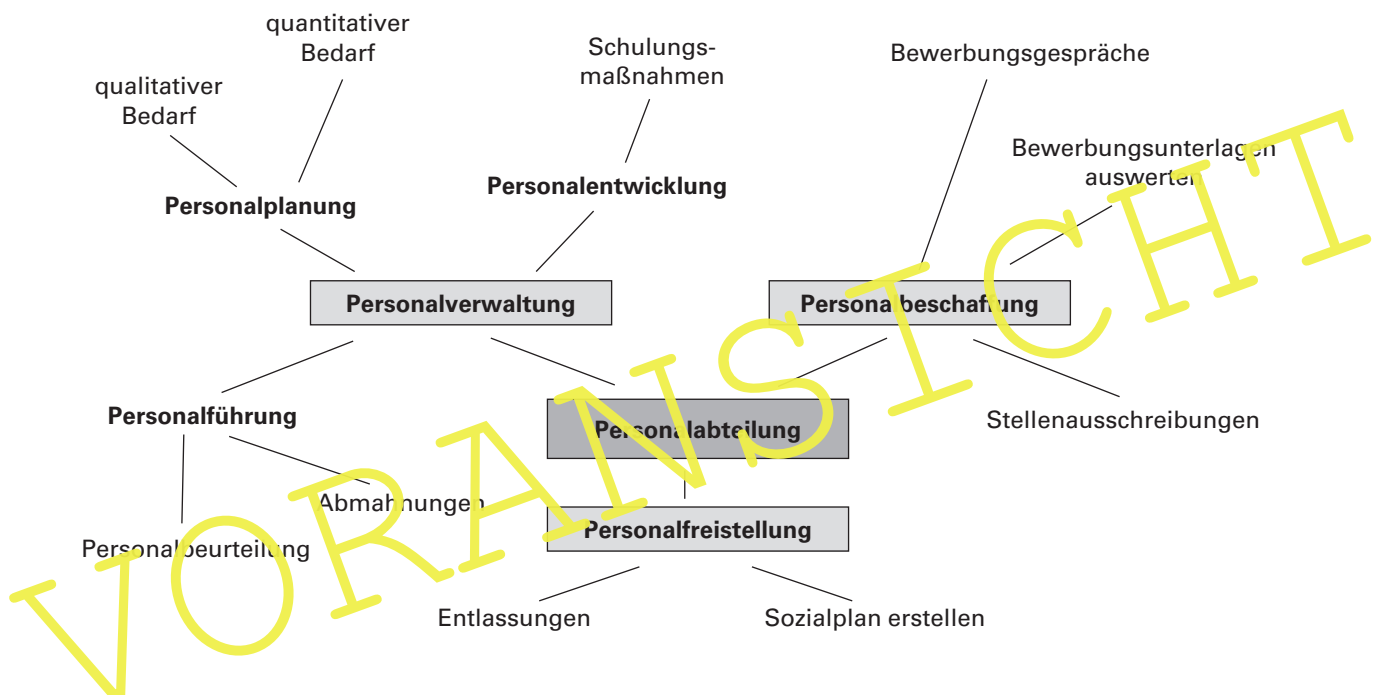 quantitativer
Bedarf
Schulungs-
maßnahmen
Bewerbungsgespräche
qualitativer
Bedarf
Bewerbungsunterlagen
auswerten
Personalplanung
Personalentwicklung
Personalverwaltung
Personalbeschaffung
Personalführung
Personalabteilung
Stellenausschreibungen
Abmahnungen
Personalbeurteilung
Personalfreistellung
Entlassungen
Sozialplan erstellen
VORANSICHT